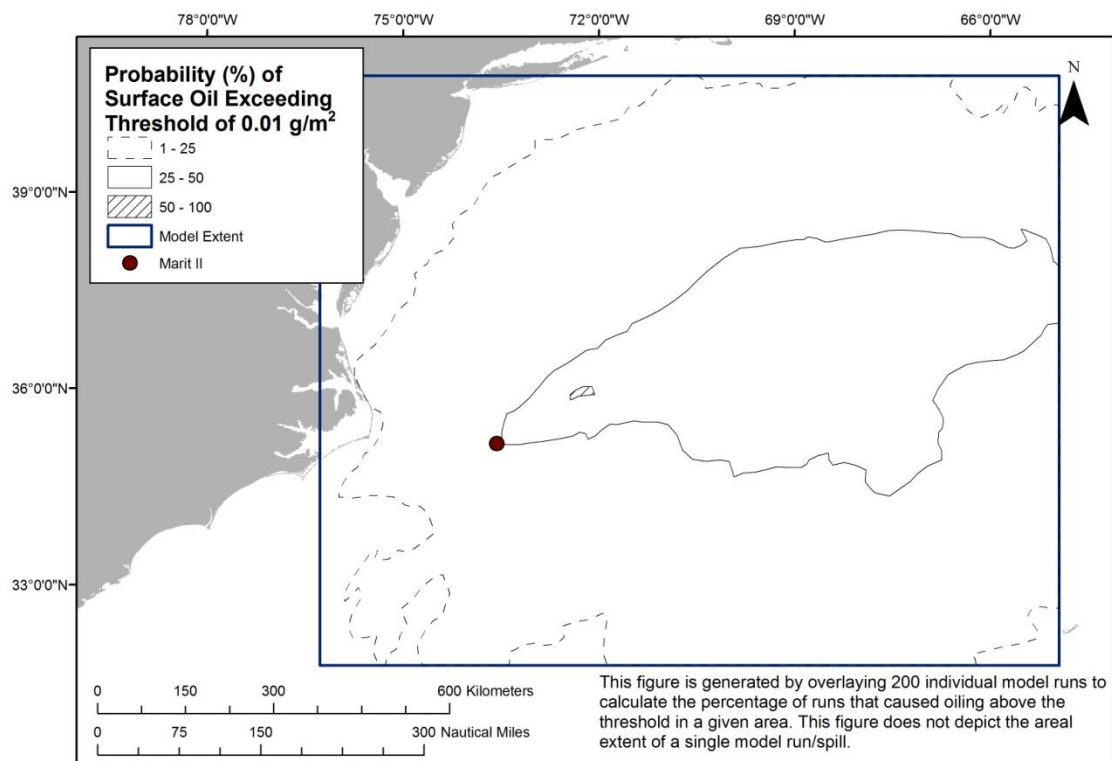 78°0'0"W 75°0'0"W 72°0'0"W 69°0'0"W 66°0'0"W
Probability (%) of
Surface Oil Exceeding
Threshold of 0.01 g/m²
1 - 25
25 - 50
50 - 100
Model Extent
Marit II
N
39°0'0"N
36°0'0"N
33°0'0"N
0 150 300 600 Kilometers
0 75 150 300 Nautical Miles
This figure is generated by overlaying 200 individual model runs to
calculate the percentage of runs that caused oiling above the
threshold in a given area. This figure does not depict the areal
extent of a single model run/spill.